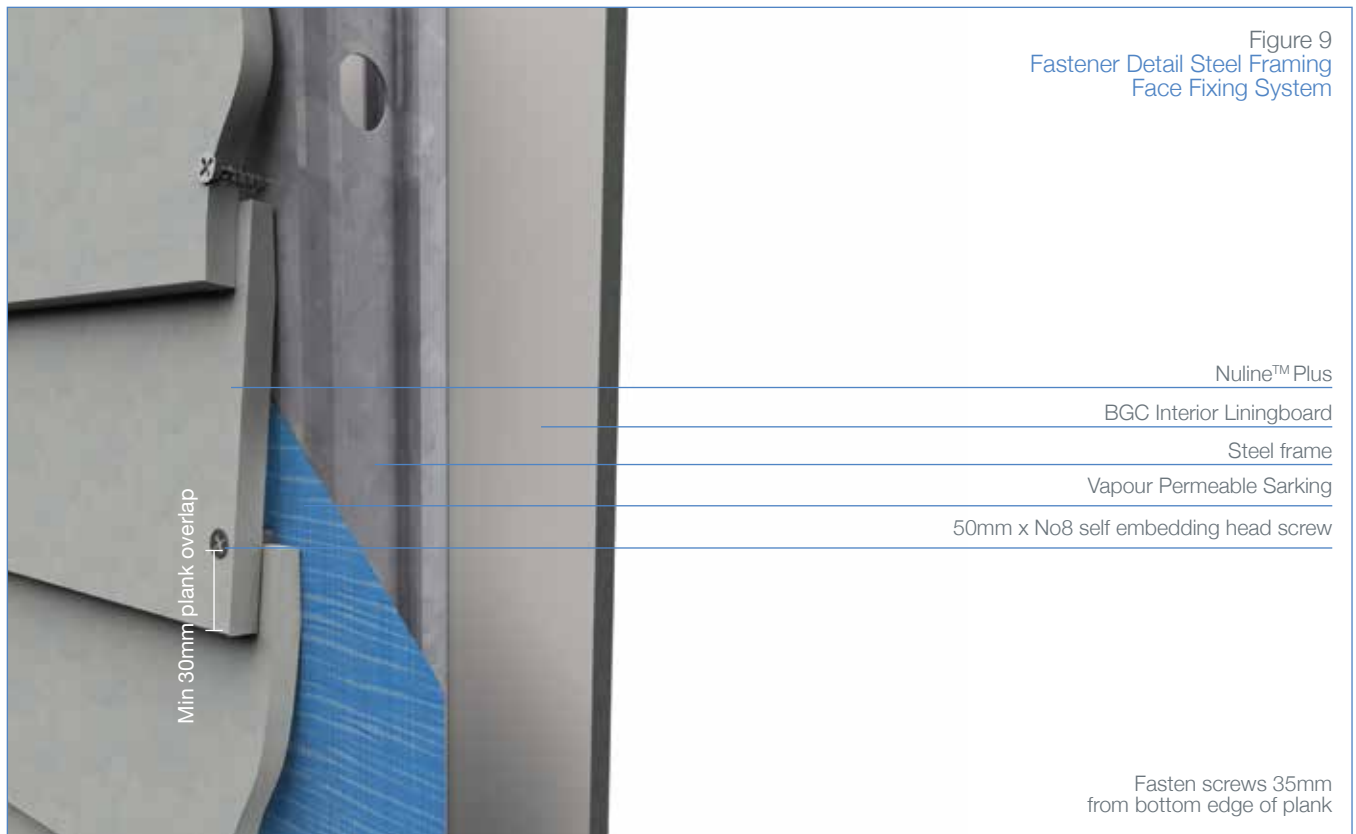 Figure 9
Fastener Detail Steel Framing
Face Fixing System
Nuline™ Plus
BGC Interior Liningboard
Steel frame
Vapour Permeable Sarking
50mm x No8 self embedding head screw
Min 30mm plank overlap
Fasten screws 35mm
from bottom edge of plank